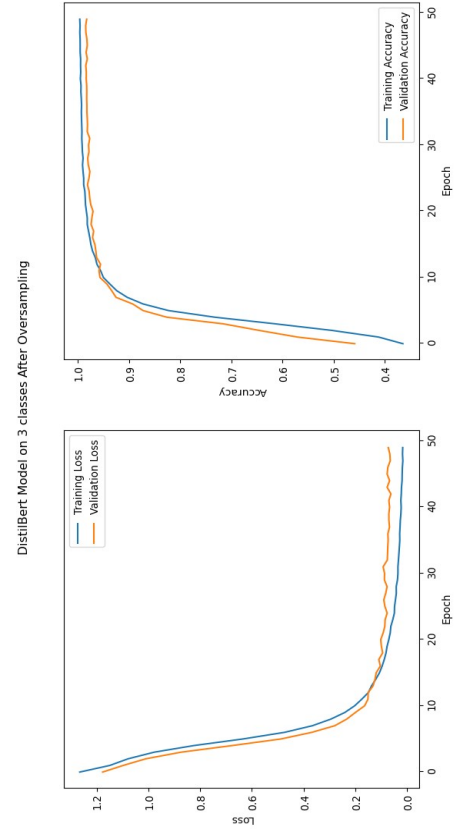 DistilBert Model on 3 classes After Oversampling
Training Loss
Validation Loss
Loss
1.2
1.0
0.8
0.6
0.4
0.2
0.0
0 10 20 30 40 50
Epoch
Training Accuracy
Validation Accuracy
Accuracy
1.0
0.9
0.8
0.7
0.6
0.5
0.4
0 10 20 30 40 50
Epoch